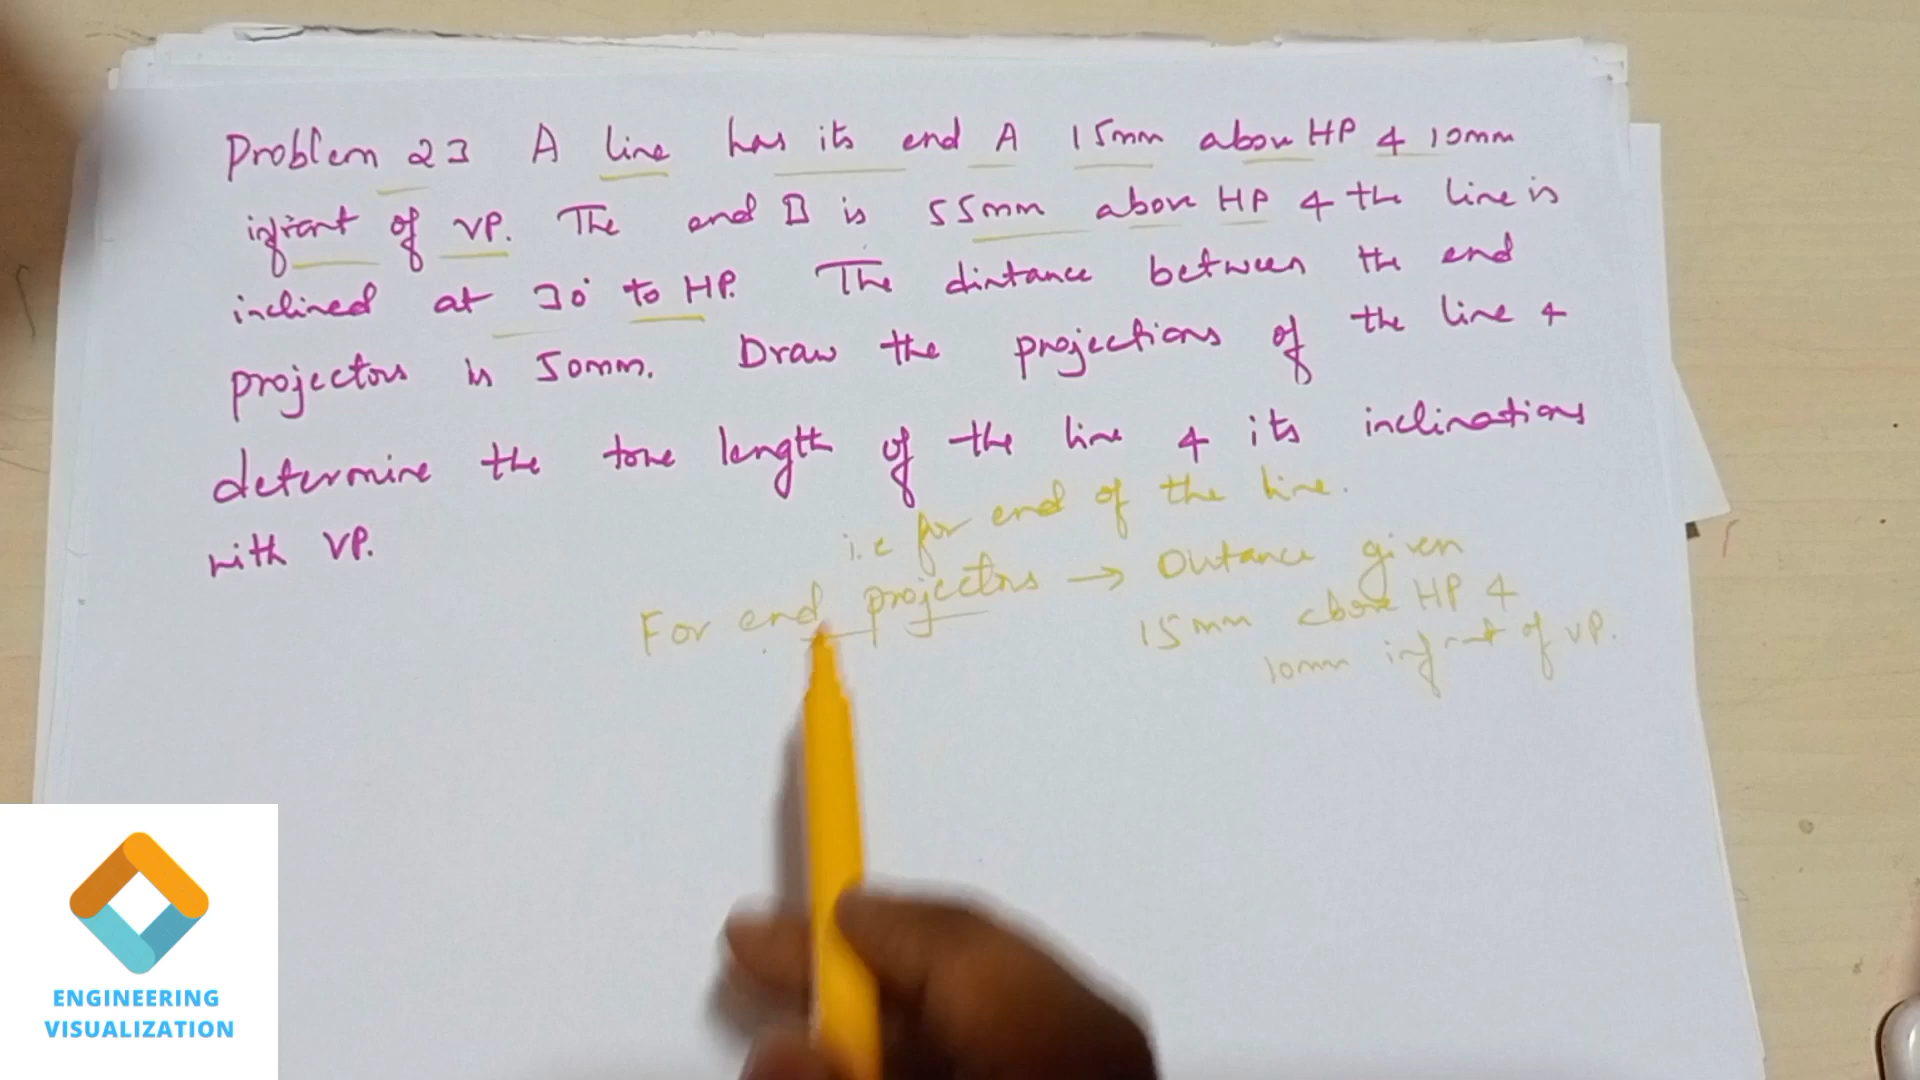 Problem 23 A line has its end A 15mm above HP & 10mm
infront of VP. The end B is 55mm above HP & the line is
inclined at 30° to HP. The distance between the end
projectors is 50mm. Draw the projections of the line &
determine the true length of the line & its inclinations
with VP.
i.e for end of the line.
For end projectors → Distance given
15mm above HP &
10mm infront of VP.
ENGINEERING
VISUALIZATION